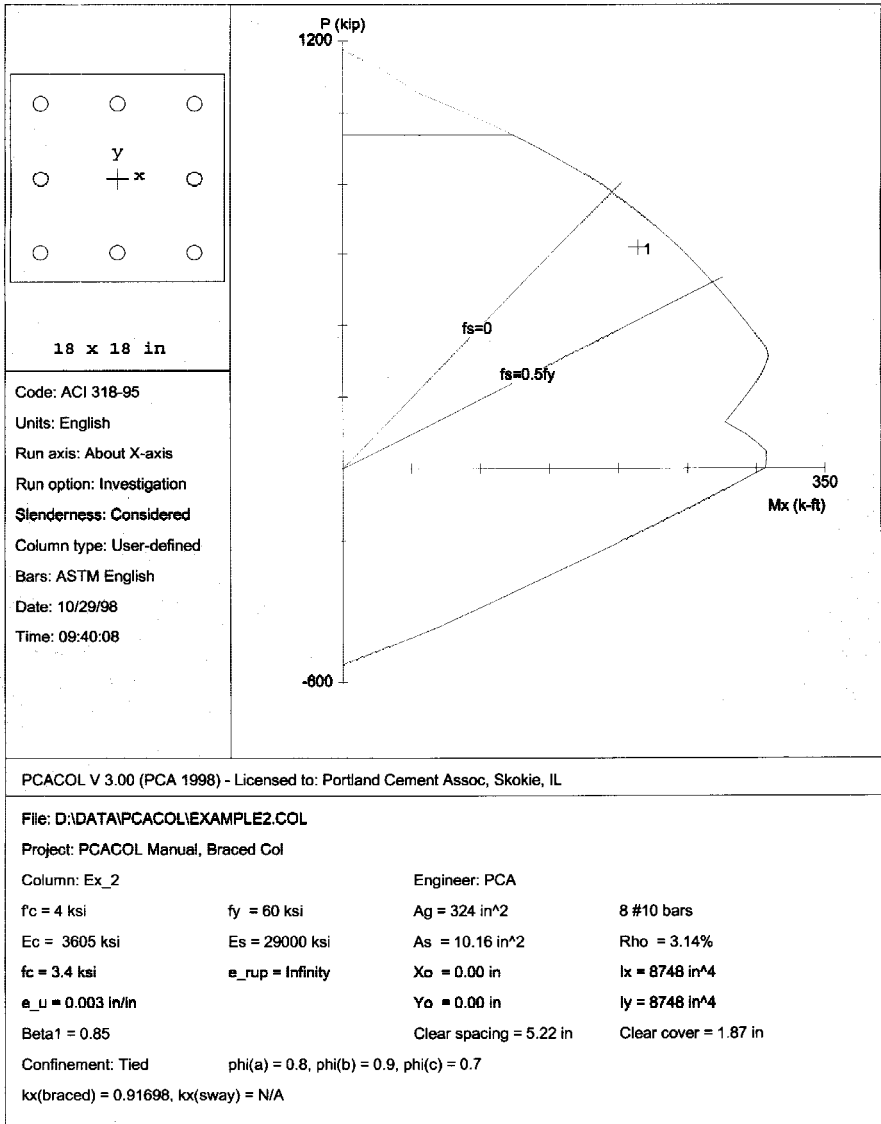 P (kip)
1200
y
x
1
fs=0
18 x 18 in
fs=0.5fy
Code: ACI 318-95
Units: English
350
Run axis: About X-axis
Mx (k-ft)
Run option: Investigation
Slenderness: Considered
Column type: User-defined
Bars: ASTM English
Date: 10/29/98
Time: 09:40:08
-600
PCACOL V 3.00 (PCA 1998) - Licensed to: Portland Cement Assoc, Skokie, IL
File: D:\DATA\PCACOL\EXAMPLE2.COL
Project: PCACOL Manual, Braced Col
Column: Ex_2 Engineer: PCA
f'c = 4 ksi fy = 60 ksi Ag = 324 in^2 8 #10 bars
Ec = 3605 ksi Es = 29000 ksi As = 10.16 in^2 Rho = 3.14%
fc = 3.4 ksi e_rup = Infinity Xo = 0.00 in Ix = 8748 in^4
e_u = 0.003 in/in Yo = 0.00 in Iy = 8748 in^4
Beta1 = 0.85 Clear spacing = 5.22 in Clear cover = 1.87 in
Confinement: Tied phi(a) = 0.8, phi(b) = 0.9, phi(c) = 0.7
kx(braced) = 0.91698, kx(sway) = N/A